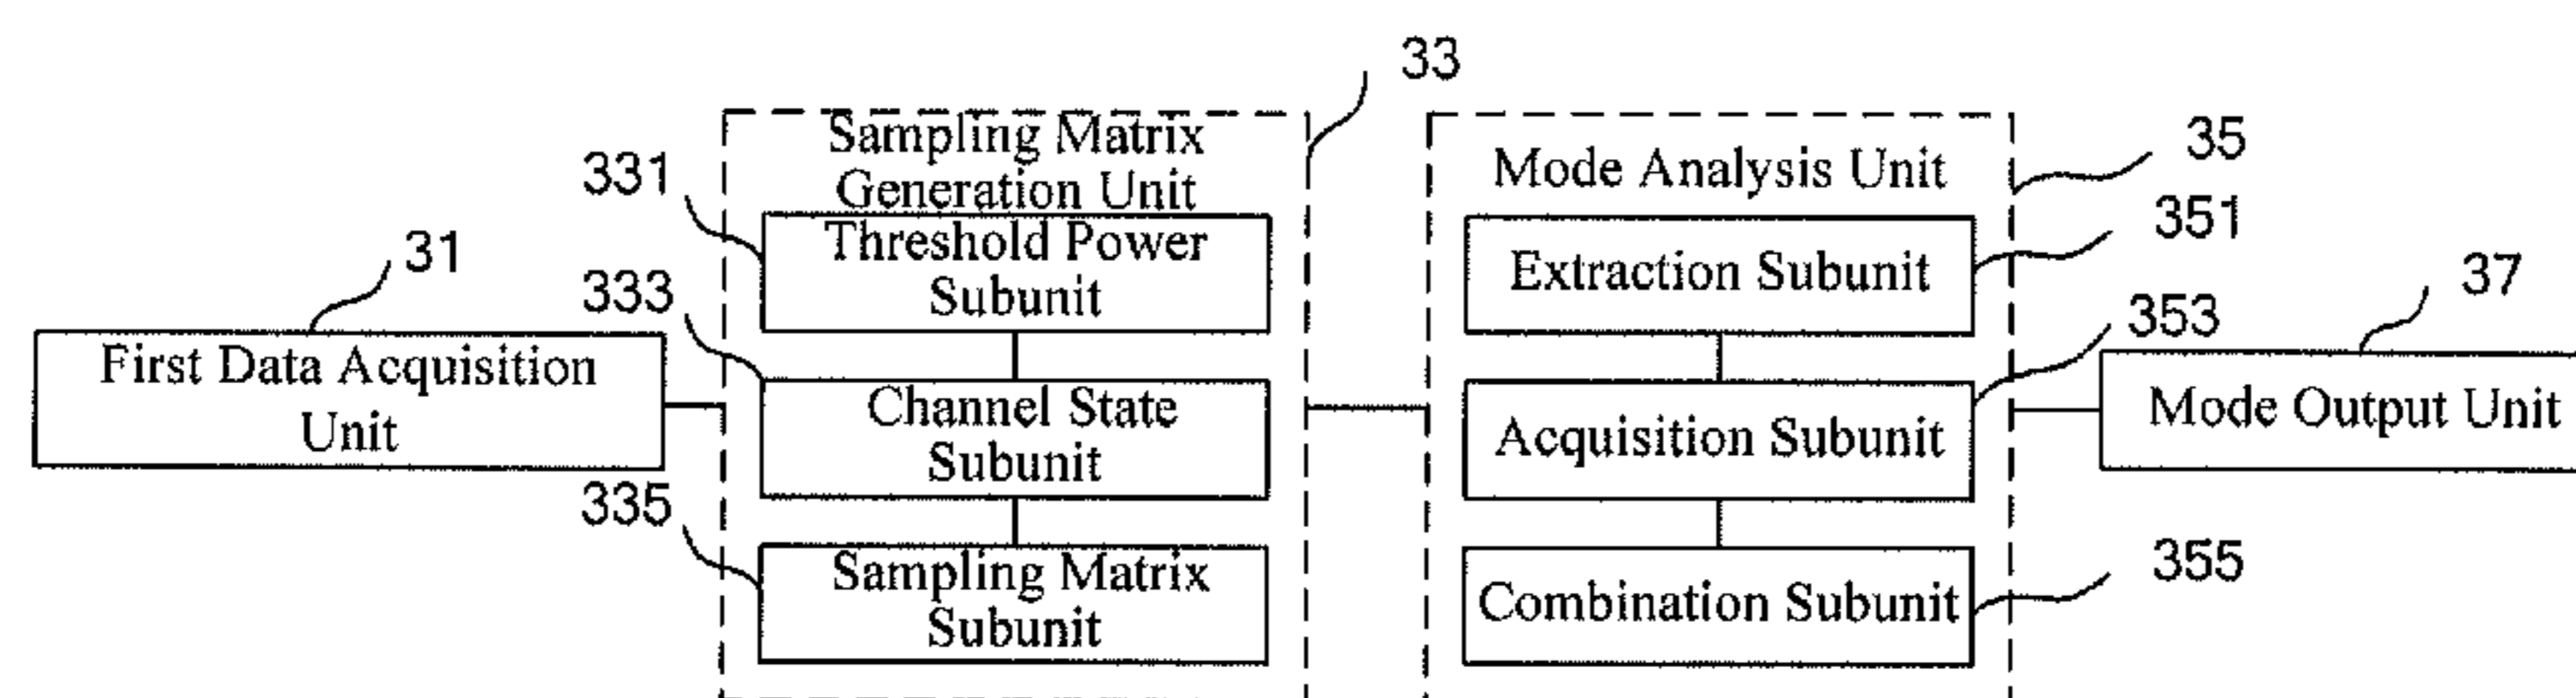 31
First Data Acquisition
Unit
33
Sampling Matrix
Generation Unit
331
Threshold Power
Subunit
333
Channel State
Subunit
335
Sampling Matrix
Subunit
35
Mode Analysis Unit
351
Extraction Subunit
353
Acquisition Subunit
355
Combination Subunit
37
Mode Output Unit